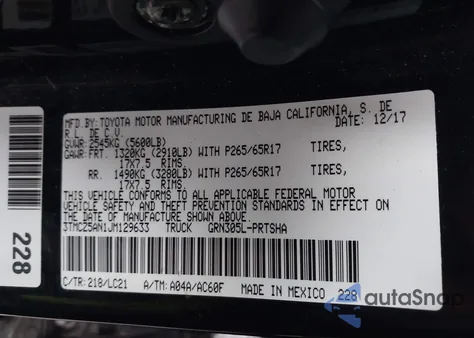 MFD.BY:TOYOTA MOTOR MANUFACTURING DE BAJA CALIFORNIA, S. DE
R.L. DE C.V. DATE: 12/17
GVWR:2545KG (5600LB)
GAWR:FRT. 1320KG (2910LB) WITH P265/65R17 TIRES,
17X7.5 RIMS.
RR. 1490KG (3280LB) WITH P265/65R17 TIRES,
17X7.5 RIMS.
THIS VEHICLE CONFORMS TO ALL APPLICABLE FEDERAL MOTOR
VEHICLE SAFETY AND THEFT PREVENTION STANDARDS IN EFFECT ON
THE DATE OF MANUFACTURE SHOWN ABOVE.
3TMCZ5AN1JM129633 TRUCK GRN305L-PRTSHA
C/TR:218/LC21 A/TM:A04A/AC60F MADE IN MEXICO 228
228
autaSnap